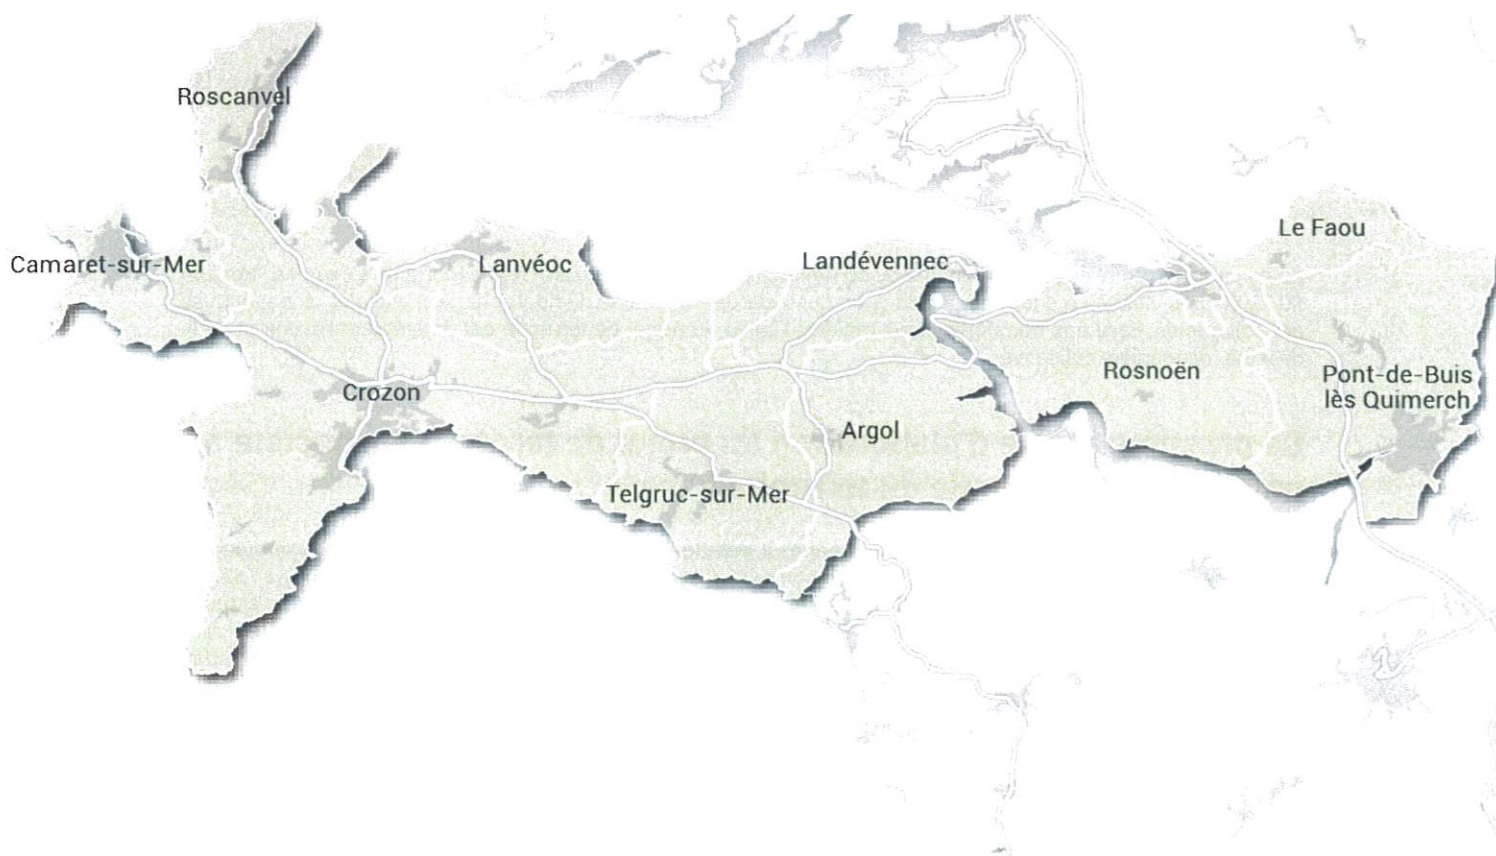 Roscanvel
Le Faou
Camaret-sur-Mer
Lanvéoc
Landévennec
Crozon
Rosnoën
Pont-de-Buis
lès Quimerch
Argol
Telgruc-sur-Mer